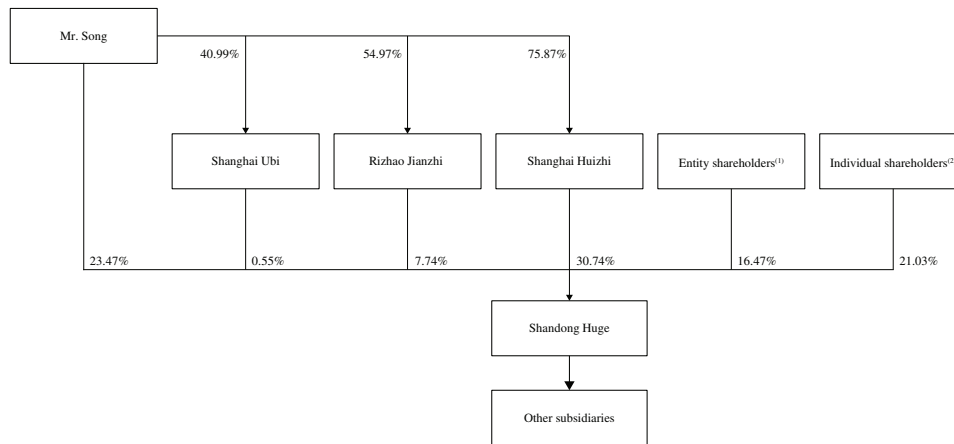 Mr. Song
40.99%
54.97%
75.87%
Shanghai Ubi
Rizhao Jianzhi
Shanghai Huizhi
Entity shareholders(1)
Individual shareholders(2
23.47%
0.55%
7.74%
30.74%
16.47%
21.03%
Shandong Huge
Other subsidiaries